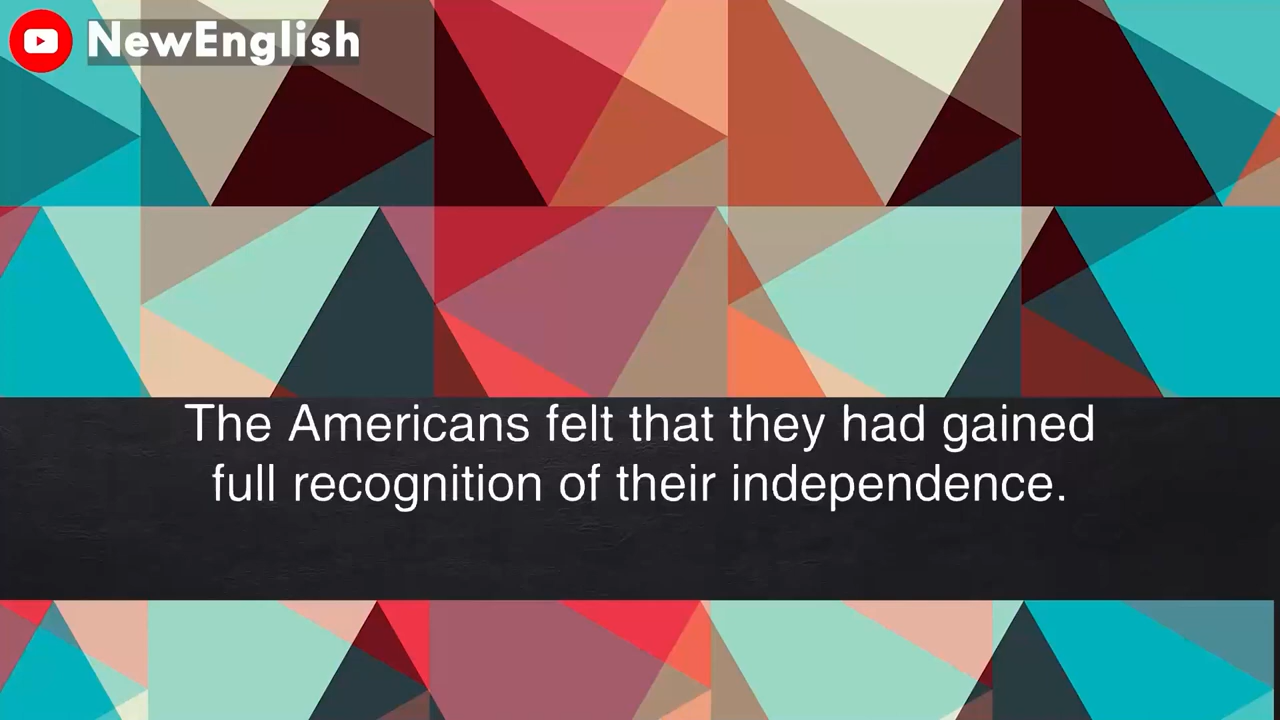 NewEnglish
The Americans felt that they had gained
full recognition of their independence.